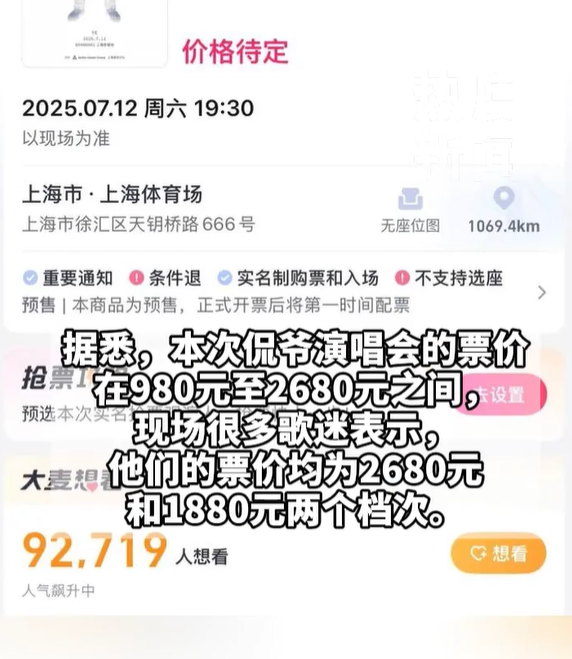 YE
2025.7.12
价格待定
2025.07.12 周六 19:30
以现场为准
上海市 · 上海体育场
上海市徐汇区天钥桥路 666 号
无座位图
1069.4km
重要通知 条件退 实名制购票和入场 不支持选座
预售 | 本商品为预售，正式开票后将第一时间配票
据悉，本次侃爷演唱会的票价
在980元至2680元之间，
现场很多歌迷表示，
他们的票价均为2680元
和1880元两个档次。
抢票
去设置
预选
本次实名
大麦想看
92,719 人想看
想看
人气飙升中